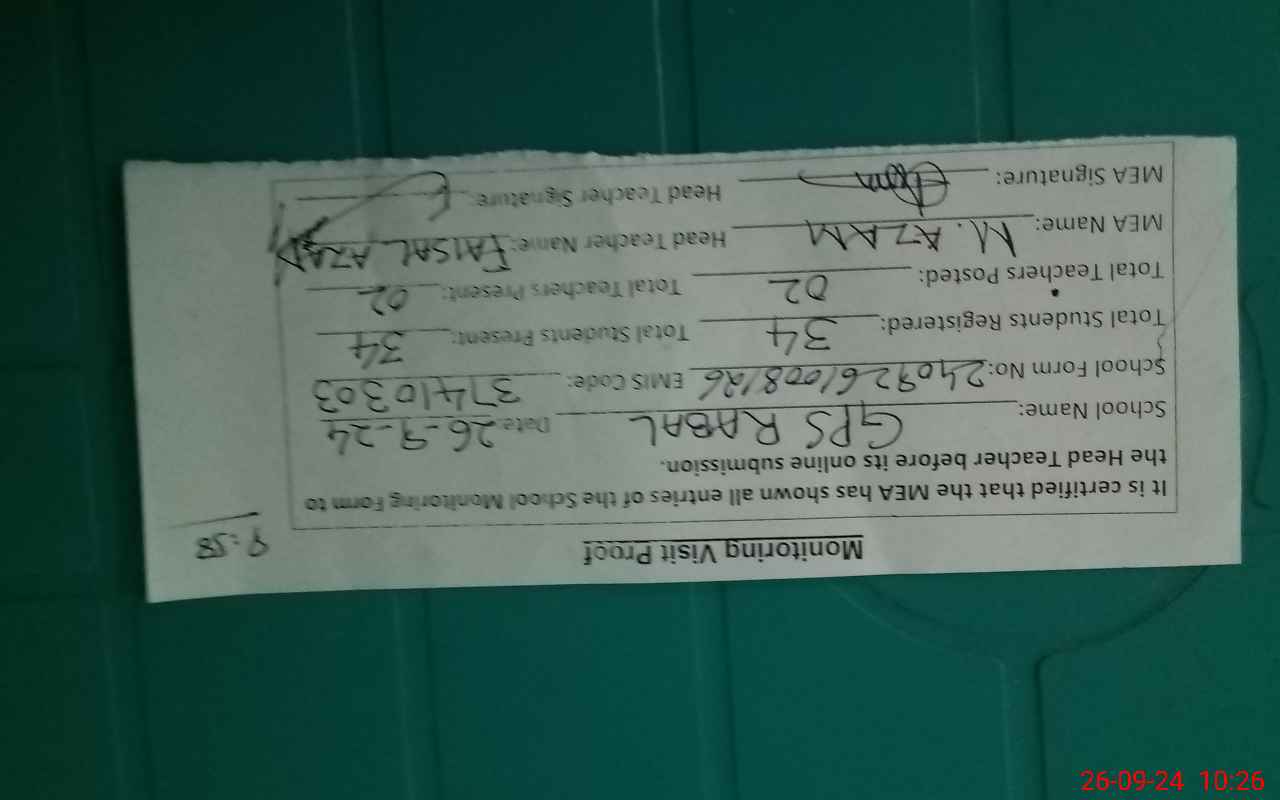 Monitoring Visit Proof
9:58
It is certified that the MEA has shown all entries of the School Monitoring Form to
the Head Teacher before its online submission.
School Name: GPS RABAL Date: 26-9-24
School Form No: 2409261008126 EMIS Code: 37410303
Total Students Registered: 34 Total Students Present: 34
Total Teachers Posted: 02 Total Teachers Present: 02
MEA Name: M. AZAM Head Teacher Name: FAISAL AZAD
MEA Signature: Head Teacher Signature:
26-09-24 10:26